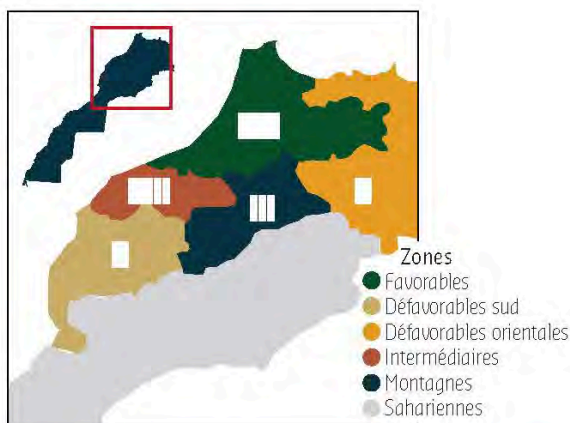 Zones
Favorables
Défavorables sud
Défavorables orientales
Intermédiaires
Montagnes
Sahariennes